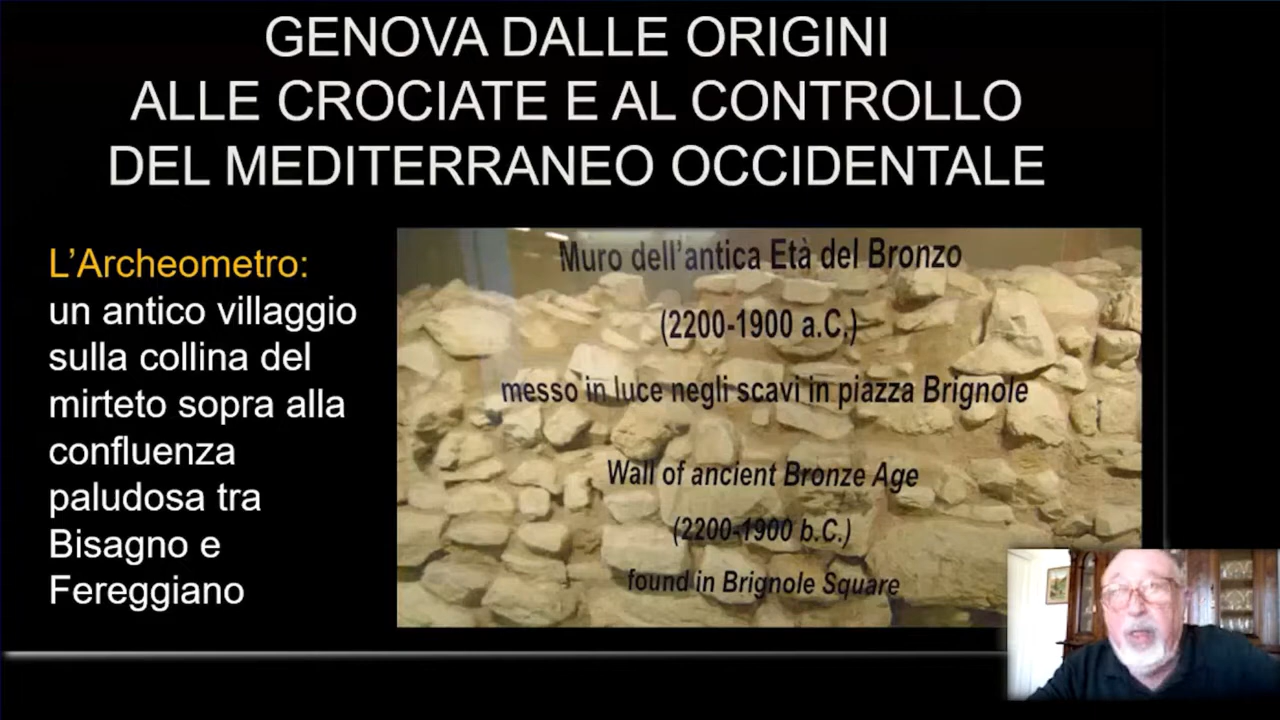 GENOVA DALLE ORIGINI
ALLE CROCIATE E AL CONTROLLO
DEL MEDITERRANEO OCCIDENTALE
L'Archeometro:
un antico villaggio
sulla collina del
mirteto sopra alla
confluenza
paludosa tra
Bisagno e
Fereggiano
Muro dell'antica Età del Bronzo
(2200-1900 a.C.)
messo in luce negli scavi in piazza Brignole
Wall of ancient Bronze Age
(2200-1900 b.C.)
found in Brignole Square